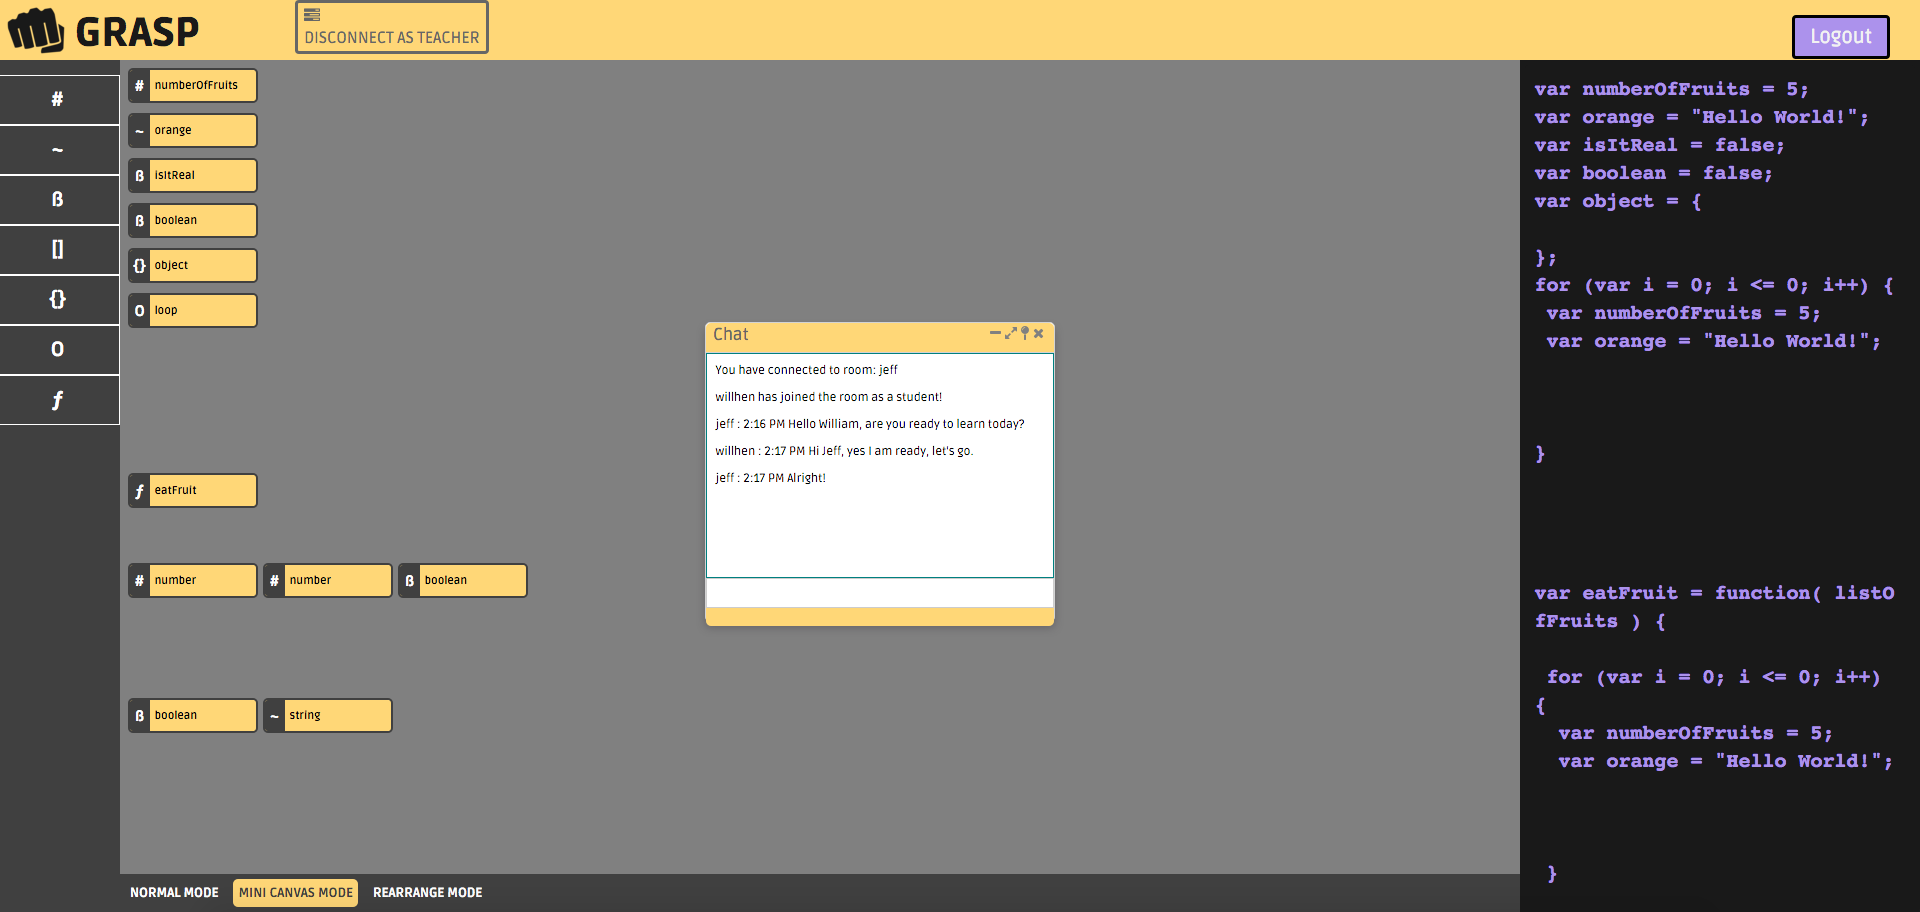 GRASP
DISCONNECT AS TEACHER
Logout
#
~
ß
[]
{}
O
ƒ
# numberOfFruits
~ orange
ß isItReal
ß boolean
{} object
O loop
ƒ eatFruit
# number # number ß boolean
ß boolean ~ string
Chat
You have connected to room: jeff
willhen has joined the room as a student!
jeff : 2:16 PM Hello William, are you ready to learn today?
willhen : 2:17 PM Hi Jeff, yes I am ready, let's go.
jeff : 2:17 PM Alright!
NORMAL MODE MINI CANVAS MODE REARRANGE MODE
var numberOfFruits = 5;
var orange = "Hello World!";
var isItReal = false;
var boolean = false;
var object = {
};
for (var i = 0; i <= 0; i++) {
var numberOfFruits = 5;
var orange = "Hello World!";
}
var eatFruit = function( listO
fFruits ) {
for (var i = 0; i <= 0; i++)
{
var numberOfFruits = 5;
var orange = "Hello World!";
}